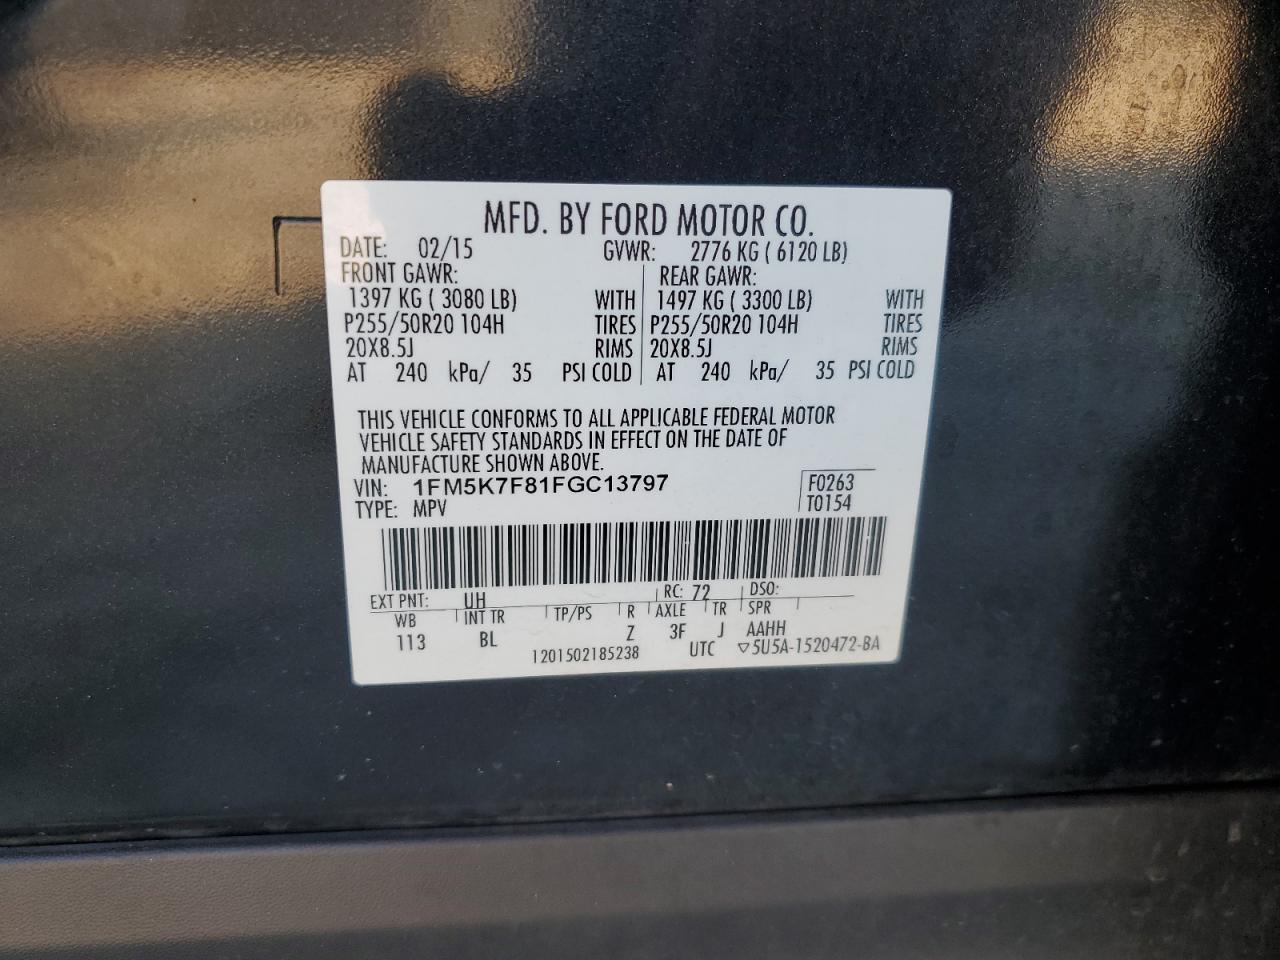 MFD. BY FORD MOTOR CO.
DATE: 02/15 GVWR: 2776 KG ( 6120 LB)
FRONT GAWR: REAR GAWR:
1397 KG ( 3080 LB) WITH 1497 KG ( 3300 LB) WITH
P255/50R20 104H TIRES P255/50R20 104H TIRES
20X8.5J RIMS 20X8.5J RIMS
AT 240 kPa/ 35 PSI COLD AT 240 kPa/ 35 PSI COLD
THIS VEHICLE CONFORMS TO ALL APPLICABLE FEDERAL MOTOR
VEHICLE SAFETY STANDARDS IN EFFECT ON THE DATE OF
MANUFACTURE SHOWN ABOVE.
VIN: 1FM5K7F81FGC13797 F0263
TYPE: MPV T0154
EXT PNT: UH RC: 72 DSO:
WB INT TR TP/PS R AXLE TR SPR
113 BL Z 3F J AAHH
1201502185238 UTC ▽5U5A-1520472-BA